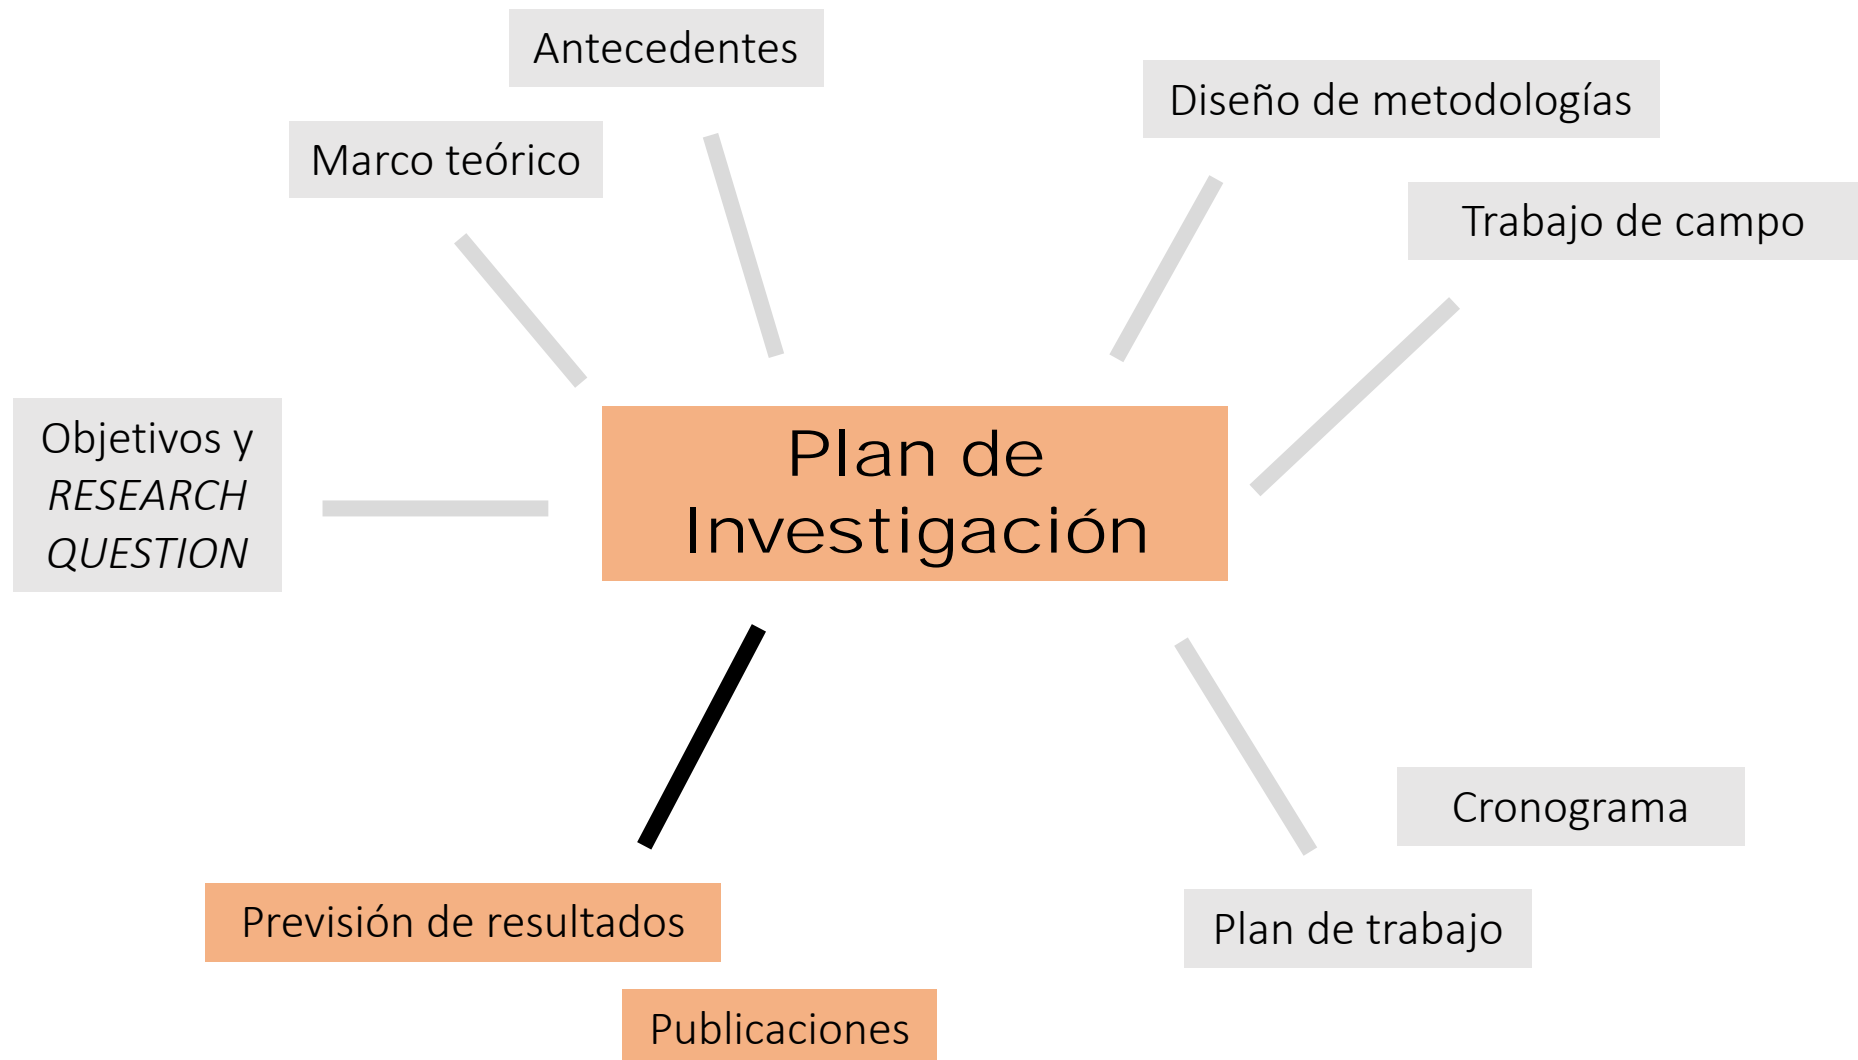 Antecedentes
Diseño de metodologías
Marco teórico
Trabajo de campo
Objetivos y
RESEARCH
QUESTION
Plan de
Investigación
Cronograma
Previsión de resultados
Plan de trabajo
Publicaciones